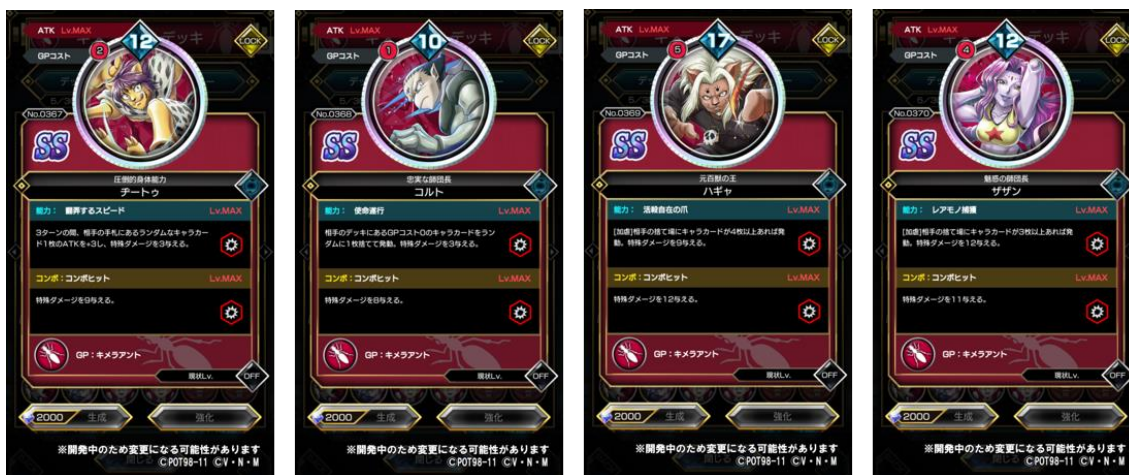 ATK Lv.MAX
12
LOCK
GPコスト
2
No.0367
SS
圧倒的身体能力
ヂートゥ
能力： 翻弄するスピード Lv.MAX
3ターンの間、相手の手札にあるランダムなキャラカー
ド1枚のATKを-3し、特殊ダメージを3与える。
コンボ：コンボヒット Lv.MAX
特殊ダメージを9与える。
GP：キメラアント
現状Lv. OFF
2000 生成 強化
※開発中のため変更になる可能性があります
©POT98-11 ©V・N・M
ATK Lv.MAX
10
LOCK
GPコスト
1
No.0368
SS
忠実な師団長
コルト
能力： 使命遂行 Lv.MAX
相手のデッキにあるGPコスト0のキャラカードをラン
ダムに1枚捨てて発動。特殊ダメージを3与える。
コンボ：コンボヒット Lv.MAX
特殊ダメージを8与える。
GP：キメラアント
現状Lv. OFF
2000 生成 強化
※開発中のため変更になる可能性があります
©POT98-11 ©V・N・M
ATK Lv.MAX
17
LOCK
GPコスト
5
No.0369
SS
元百獣の王
ハギャ
能力： 活殺自在の爪 Lv.MAX
[加虐]相手の捨て場にキャラカードが4枚以上あれば発
動。特殊ダメージを9与える。
コンボ：コンボヒット Lv.MAX
特殊ダメージを12与える。
GP：キメラアント
現状Lv. OFF
2000 生成 強化
※開発中のため変更になる可能性があります
©POT98-11 ©V・N・M
ATK Lv.MAX
12
LOCK
GPコスト
4
No.0370
SS
魅惑の師団長
ザザン
能力： レアモノ捕獲 Lv.MAX
[加虐]相手の捨て場にキャラカードが3枚以上あれば発
動。特殊ダメージを12与える。
コンボ：コンボヒット Lv.MAX
特殊ダメージを11与える。
GP：キメラアント
現状Lv. OFF
2000 生成 強化
※開発中のため変更になる可能性があります
©POT98-11 ©V・N・M